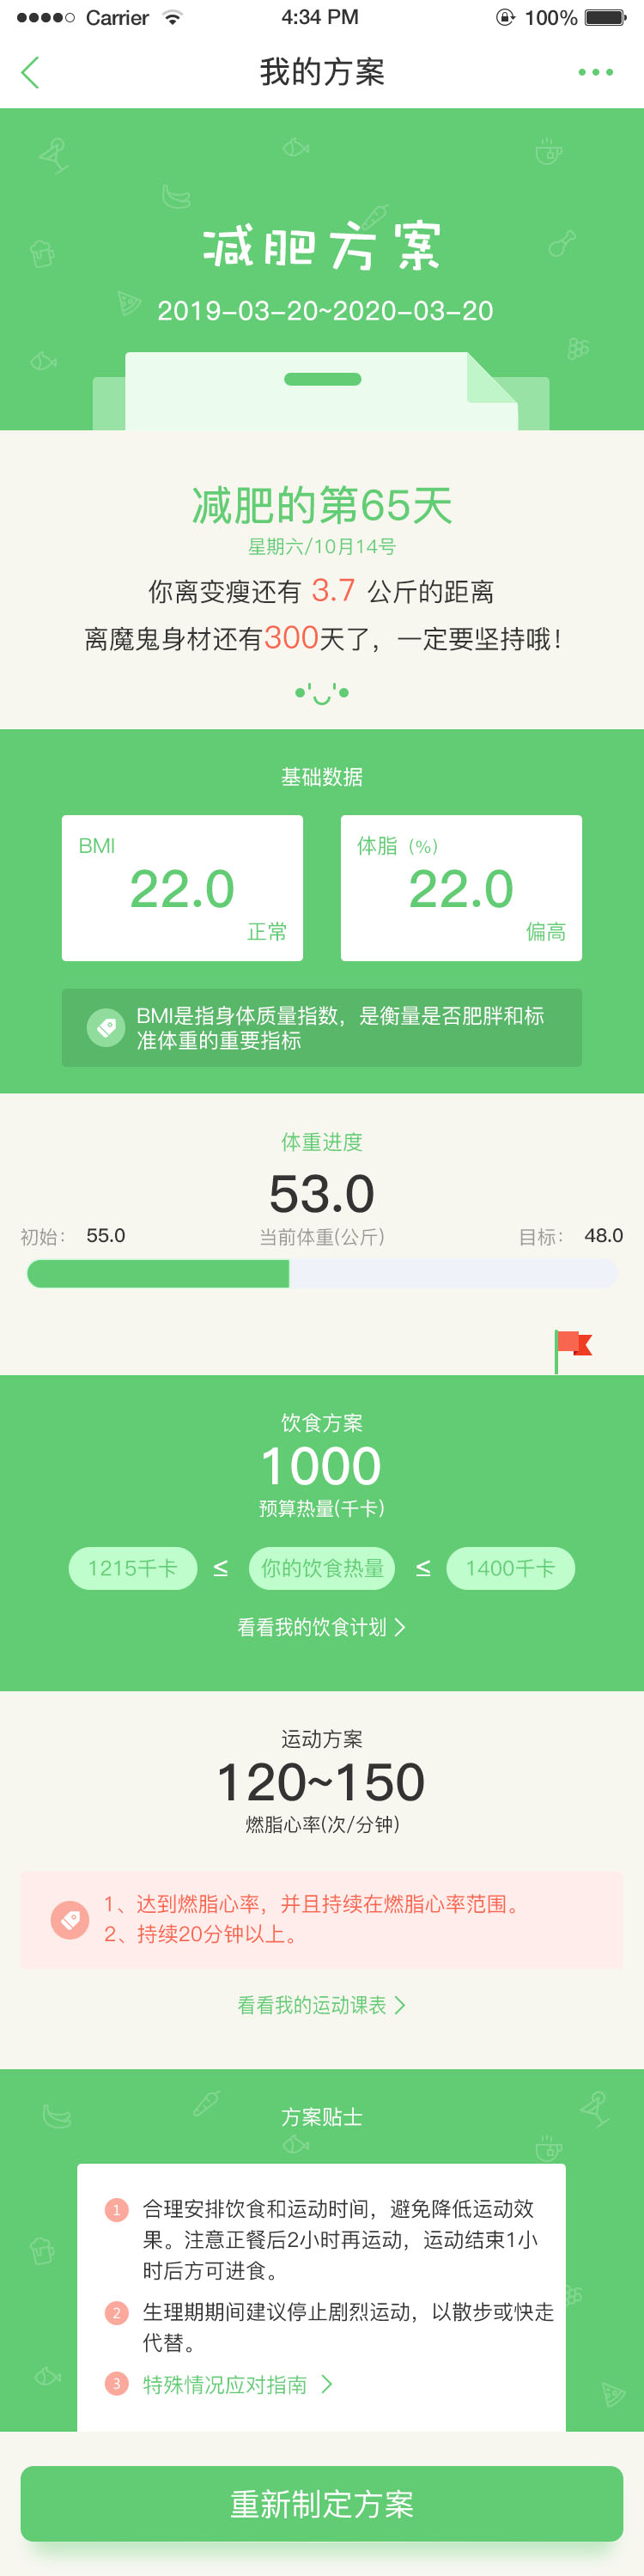 Carrier 4:34 PM 100%
我的方案
减肥方案
2019-03-20~2020-03-20
减肥的第65天
星期六/10月14号
你离变瘦还有 3.7 公斤的距离
离魔鬼身材还有300天了，一定要坚持哦！
基础数据
BMI
22.0
正常
体脂（%）
22.0
偏高
BMI是指身体质量指数，是衡量是否肥胖和标
准体重的重要指标
体重进度
53.0
初始： 55.0 当前体重(公斤) 目标： 48.0
饮食方案
1000
预算热量(千卡)
1215千卡 ≤ 你的饮食热量 ≤ 1400千卡
看看我的饮食计划 >
运动方案
120~150
燃脂心率(次/分钟)
1、达到燃脂心率，并且持续在燃脂心率范围。
2、持续20分钟以上。
看看我的运动课表 >
方案贴士
1 合理安排饮食和运动时间，避免降低运动效
果。注意正餐后2小时再运动，运动结束1小
时后方可进食。
2 生理期期间建议停止剧烈运动，以散步或快走
代替。
3 特殊情况应对指南 >
重新制定方案